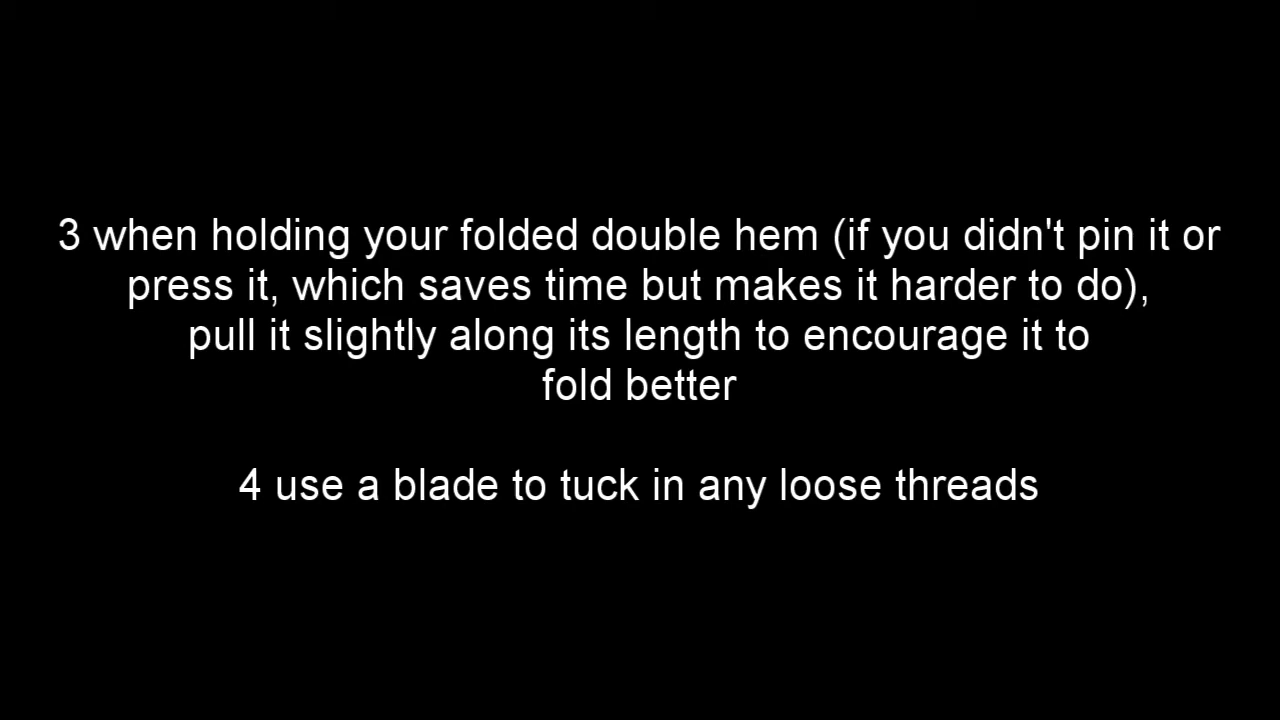 3 when holding your folded double hem (if you didn't pin it or
press it, which saves time but makes it harder to do),
pull it slightly along its length to encourage it to
fold better
4 use a blade to tuck in any loose threads